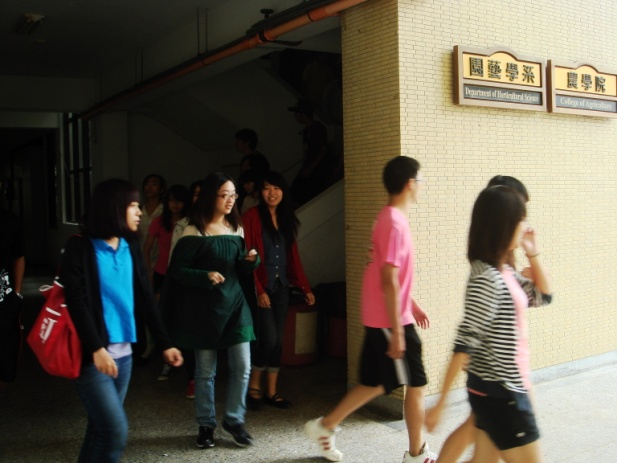 園藝學系
Department of Horticultural Science
農學院
College of Agriculture